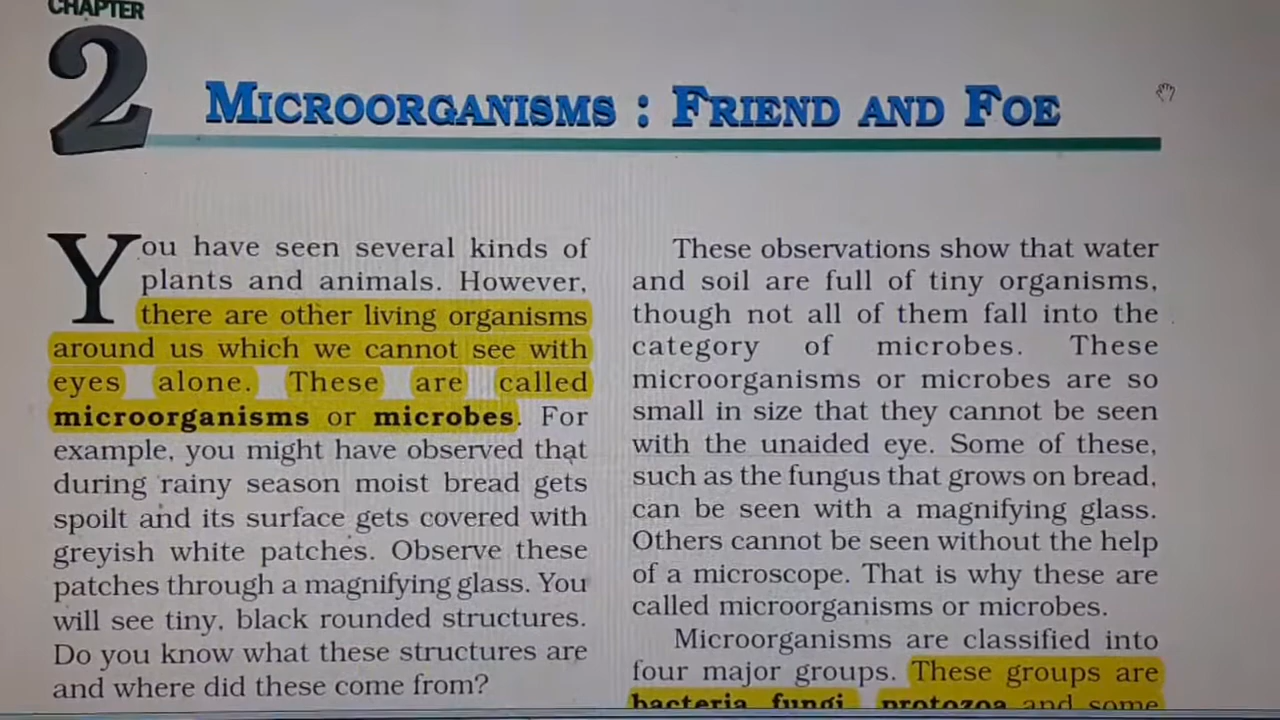 CHAPTER
2
MICROORGANISMS : FRIEND AND FOE
You have seen several kinds of
plants and animals. However,
there are other living organisms
around us which we cannot see with
eyes alone. These are called
microorganisms or microbes. For
example, you might have observed that
during rainy season moist bread gets
spoilt and its surface gets covered with
greyish white patches. Observe these
patches through a magnifying glass. You
will see tiny, black rounded structures.
Do you know what these structures are
and where did these come from?
These observations show that water
and soil are full of tiny organisms,
though not all of them fall into the
category of microbes. These
microorganisms or microbes are so
small in size that they cannot be seen
with the unaided eye. Some of these,
such as the fungus that grows on bread,
can be seen with a magnifying glass.
Others cannot be seen without the help
of a microscope. That is why these are
called microorganisms or microbes.
Microorganisms are classified into
four major groups. These groups are
bacteria, fungi, protozoa and some